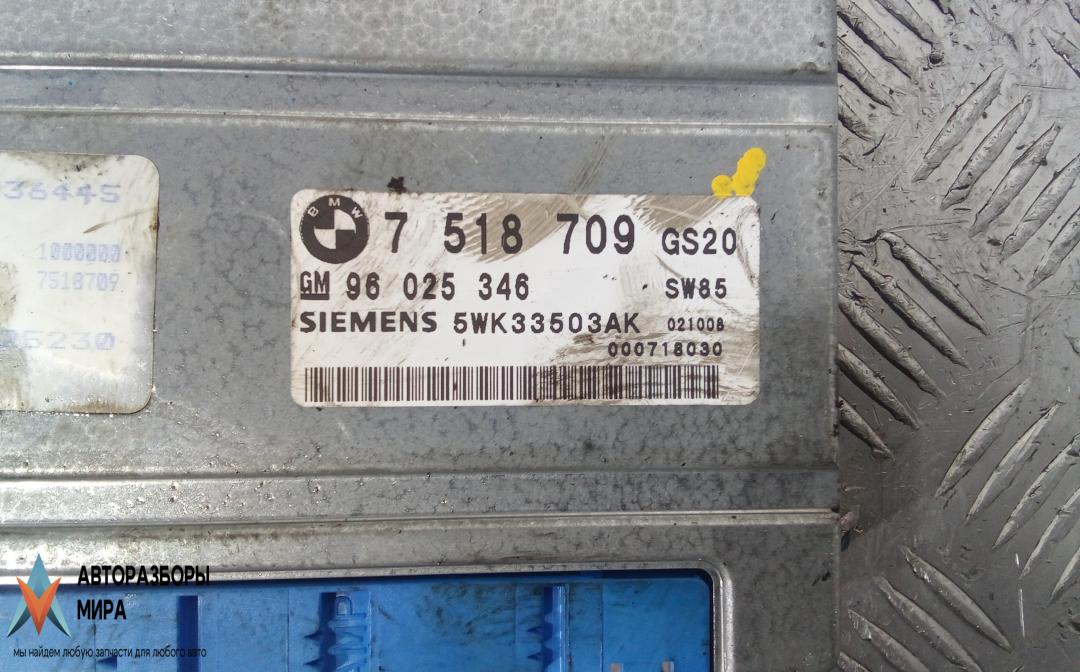 36445
1000000
7518709
05230
BMW 7 518 709 GS20
GM 96 025 346 SW85
SIEMENS 5WK33503AK 021008
000718030
АВТОРАЗБОРЫ
МИРА
мы найдем любую запчасти для любого авто